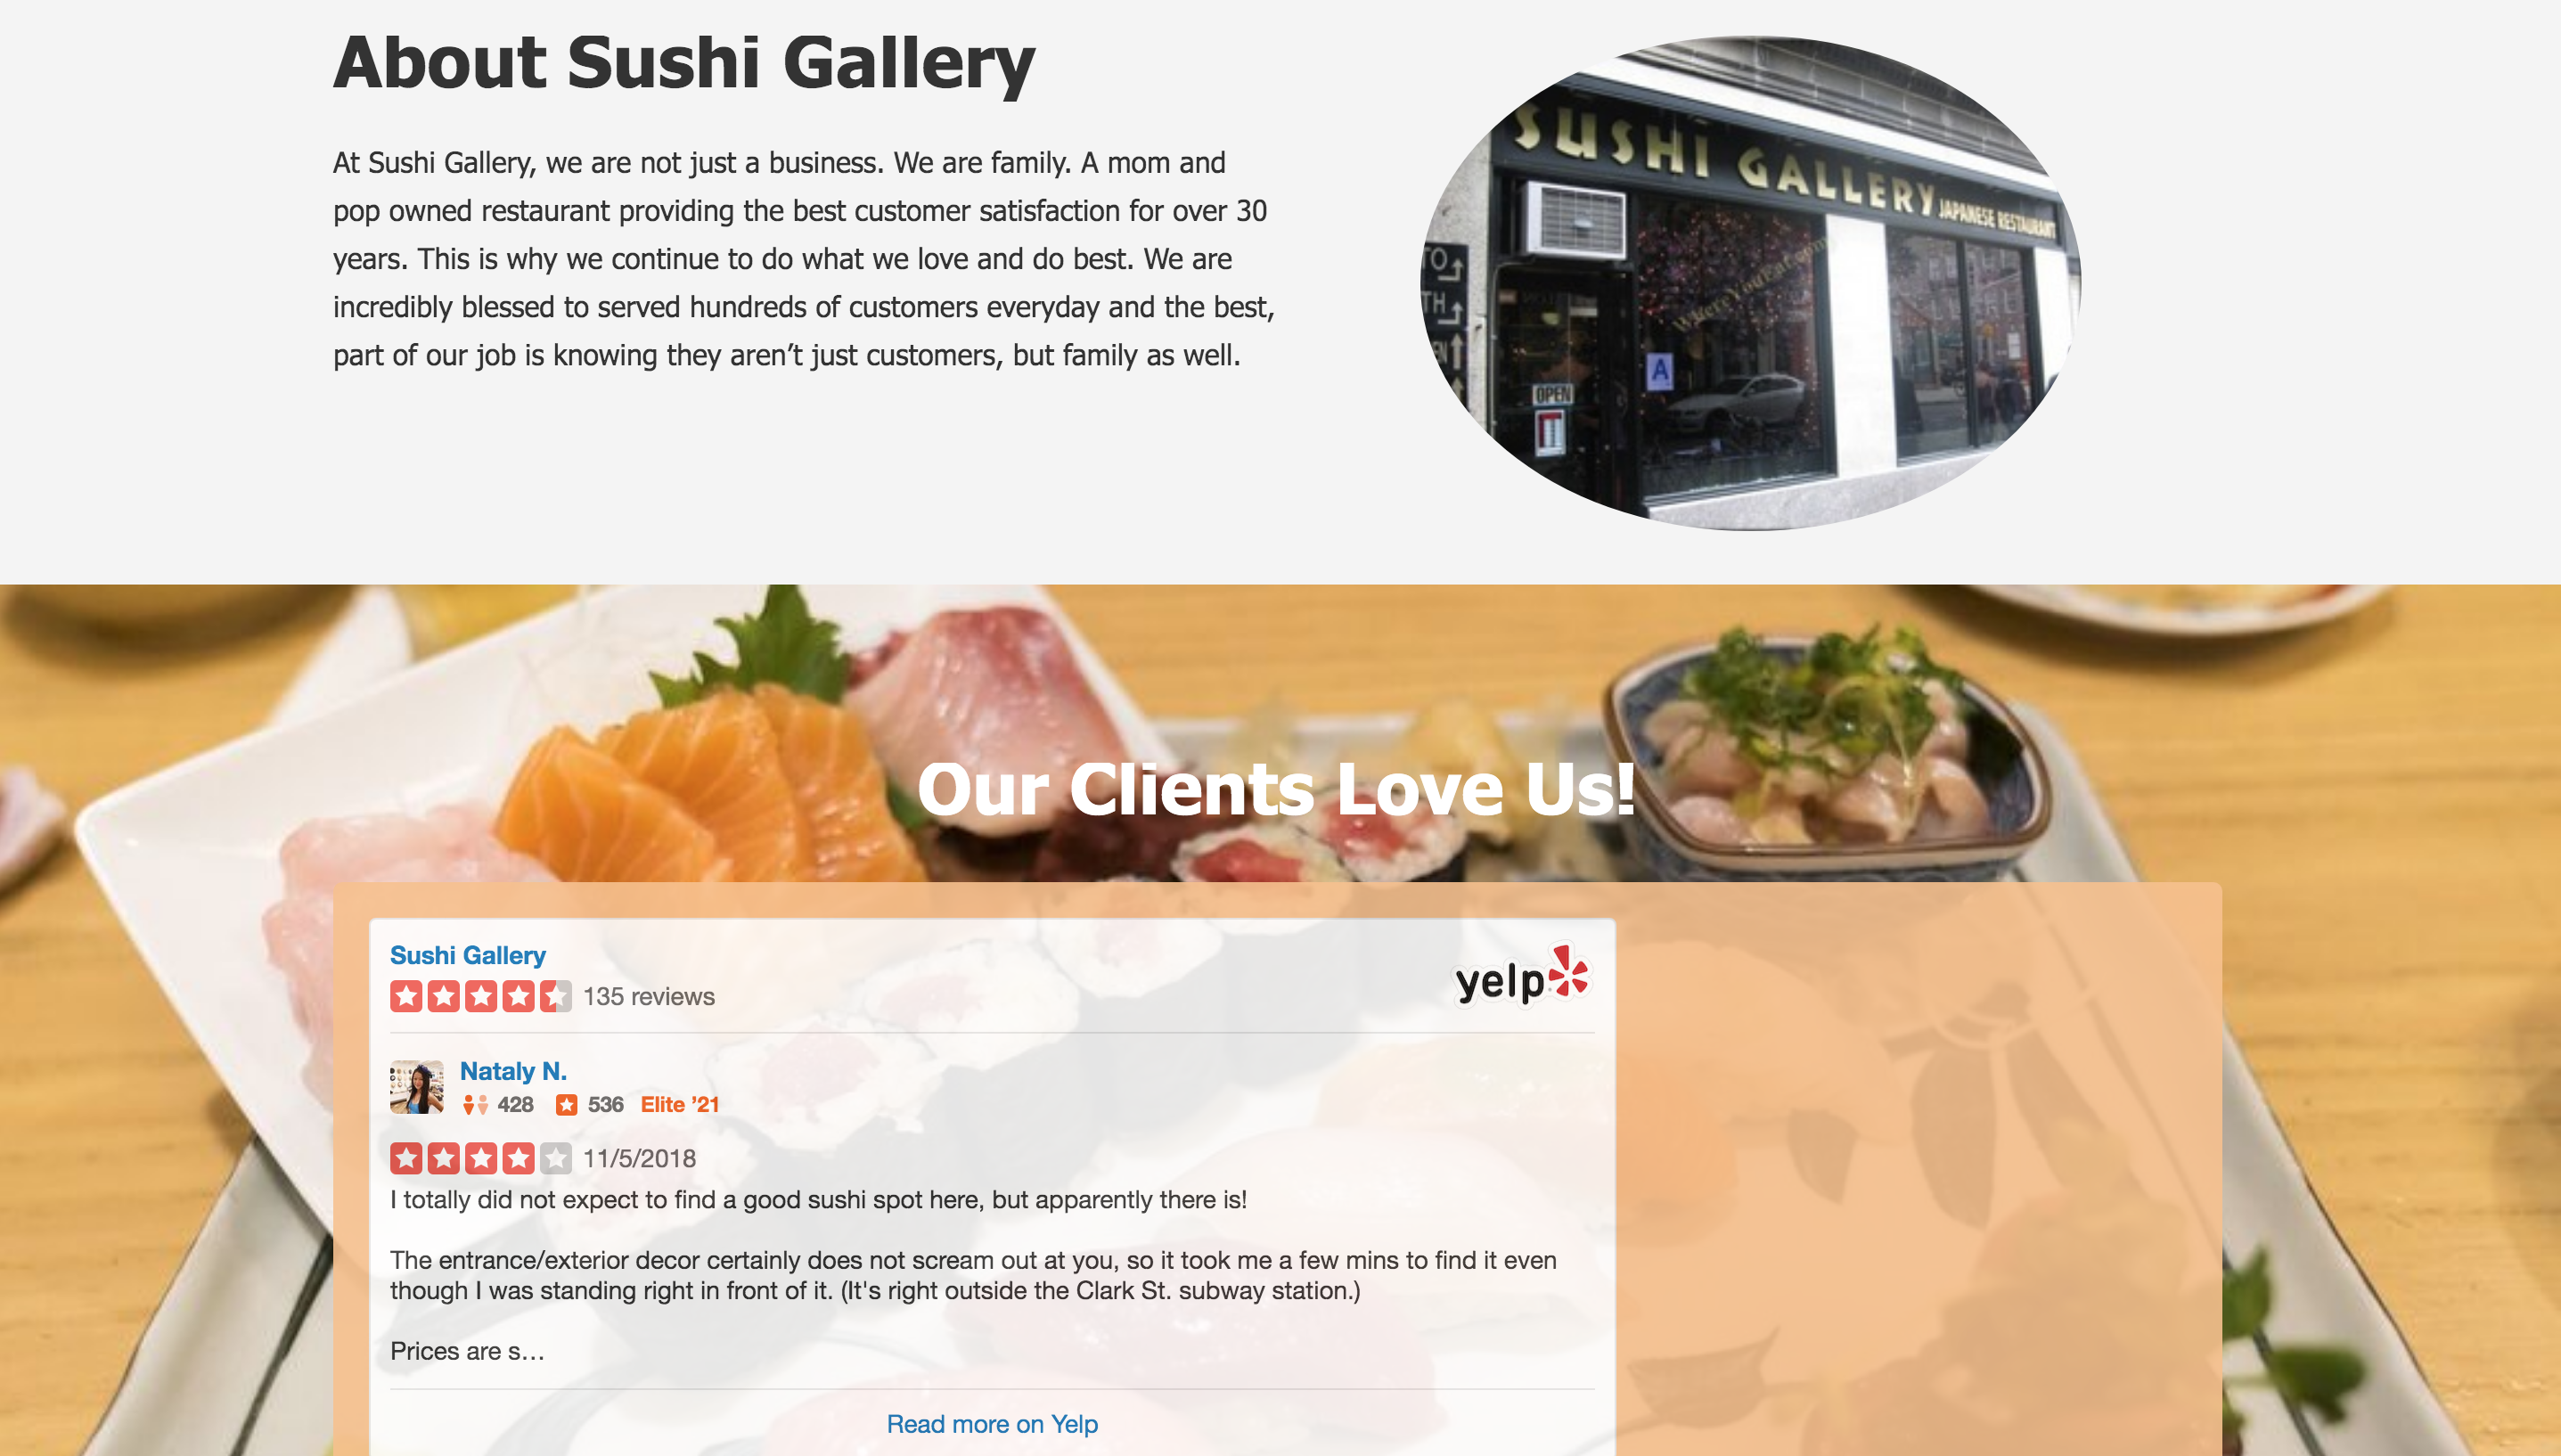 About Sushi Gallery
At Sushi Gallery, we are not just a business. We are family. A mom and
pop owned restaurant providing the best customer satisfaction for over 30
years. This is why we continue to do what we love and do best. We are
incredibly blessed to served hundreds of customers everyday and the best,
part of our job is knowing they aren’t just customers, but family as well.
SUSHI GALLERY JAPANESE RESTAURANT
WhereYouEat.com
TO
TH
EN
A
OPEN
Our Clients Love Us!
Sushi Gallery
135 reviews
yelp
Nataly N.
428 536 Elite ’21
11/5/2018
I totally did not expect to find a good sushi spot here, but apparently there is!
The entrance/exterior decor certainly does not scream out at you, so it took me a few mins to find it even
though I was standing right in front of it. (It's right outside the Clark St. subway station.)
Prices are s…
Read more on Yelp